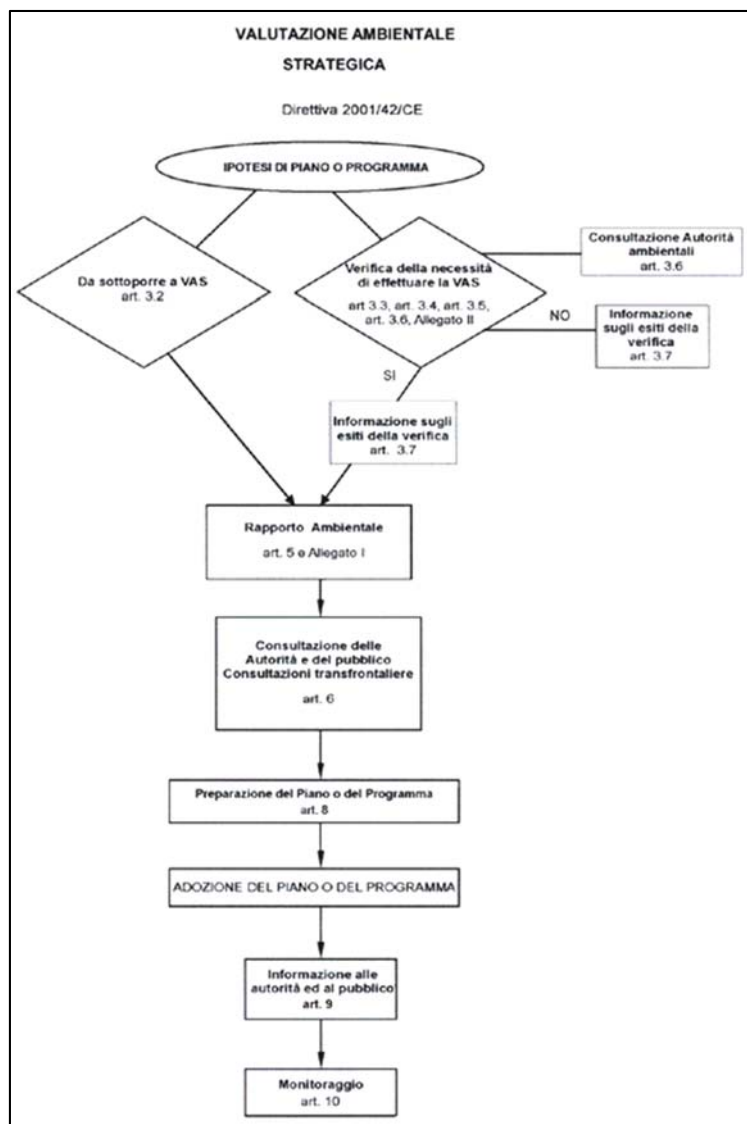 VALUTAZIONE AMBIENTALE
STRATEGICA
Direttiva 2001/42/CE
IPOTESI DI PIANO O PROGRAMMA
Da sottoporre a VAS
art. 3.2
Verifica della necessità
di effettuare la VAS
art 3.3, art. 3.4, art. 3.5,
art. 3.6, Allegato II
Consultazione Autorità
ambientali
art. 3.6
NO
Informazione
sugli esiti della
verifica
art. 3.7
SI
Informazione sugli
esiti della verifica
art. 3.7
Rapporto Ambientale
art. 5 e Allegato I
Consultazione delle
Autorità e del pubblico
Consultazioni transfrontaliere
art. 6
Preparazione del Piano o del Programma
art. 8
ADOZIONE DEL PIANO O DEL PROGRAMMA
Informazione alle
autorità ed al pubblico
art. 9
Monitoraggio
art. 10